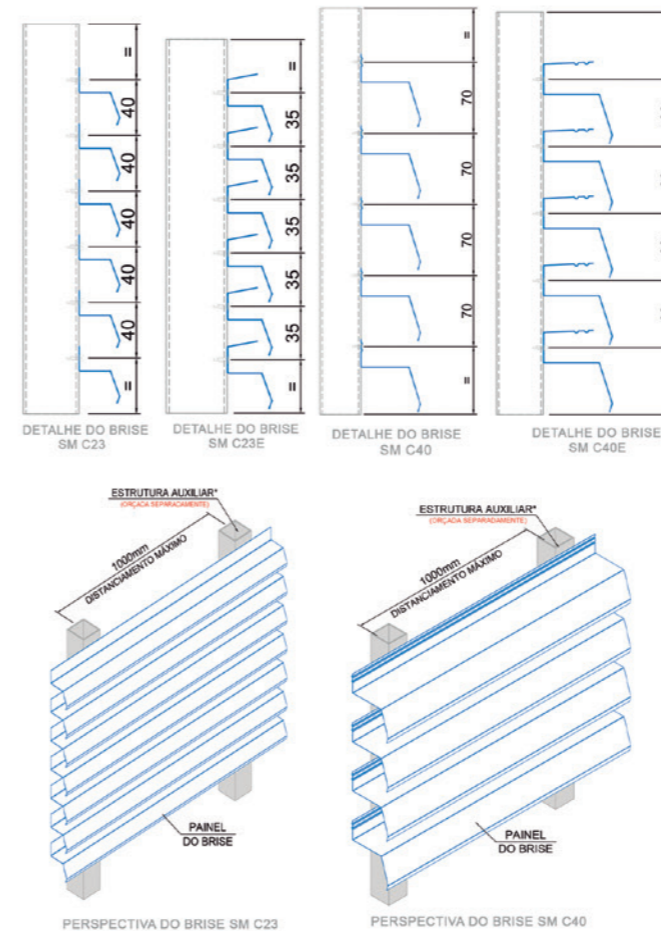 =
40
40
40
40
40
=
DETALHE DO BRISE
SM C23
=
35
35
35
35
35
=
DETALHE DO BRISE
SM C23E
=
70
70
70
70
=
DETALHE DO BRISE
SM C40
DETALHE DO BRISE
SM C40E
ESTRUTURA AUXILIAR*
(ORÇADA SEPARADAMENTE)
1000mm
DISTANCIAMENTO MÁXIMO
PAINEL
DO BRISE
PERSPECTIVA DO BRISE SM C23
ESTRUTURA AUXILIAR*
(ORÇADA SEPARADAMENTE)
1000mm
DISTANCIAMENTO MÁXIMO
PAINEL
DO BRISE
PERSPECTIVA DO BRISE SM C40